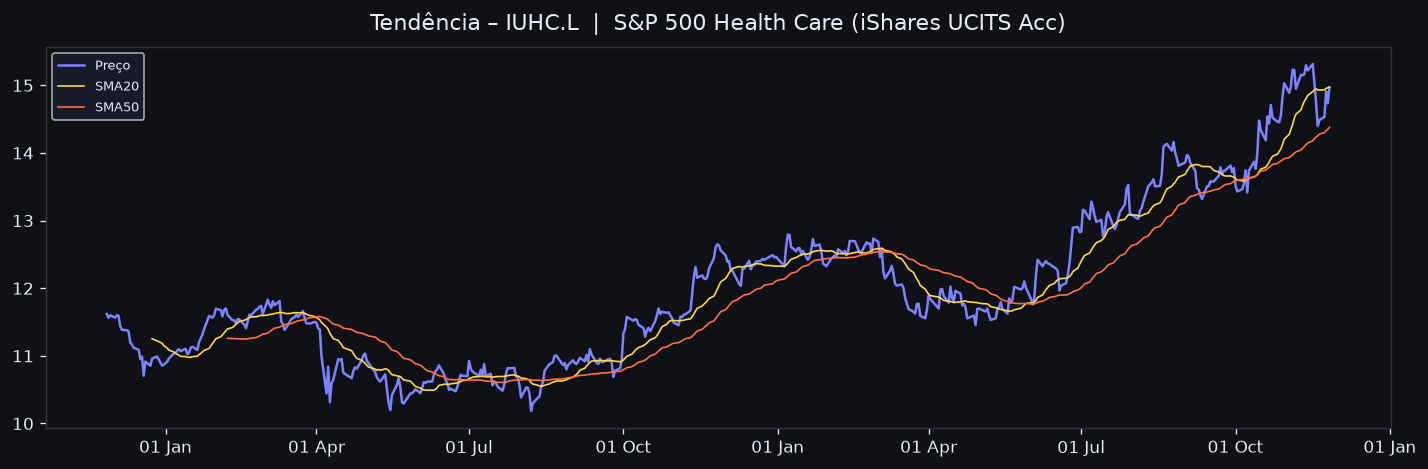 Tendência – IUHC.L | S&P 500 Health Care (iShares UCITS Acc)
Preço
SMA20
SMA50
15
14
13
12
11
10
01 Jan 01 Apr 01 Jul 01 Oct 01 Jan 01 Apr 01 Jul 01 Oct 01 Jan